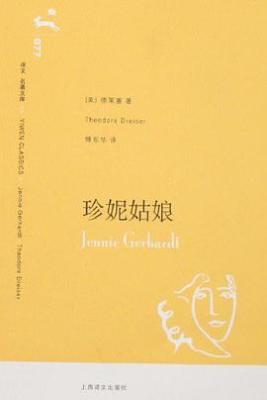 077
译文 名著文库
YIWEN CLASSICS
Jennie Gerhardt Theodore Dreiser
[美] 德莱塞 著
Theodore Dreiser
傅东华 译
珍妮姑娘
Jennie Gerhardt
上海译文出版社